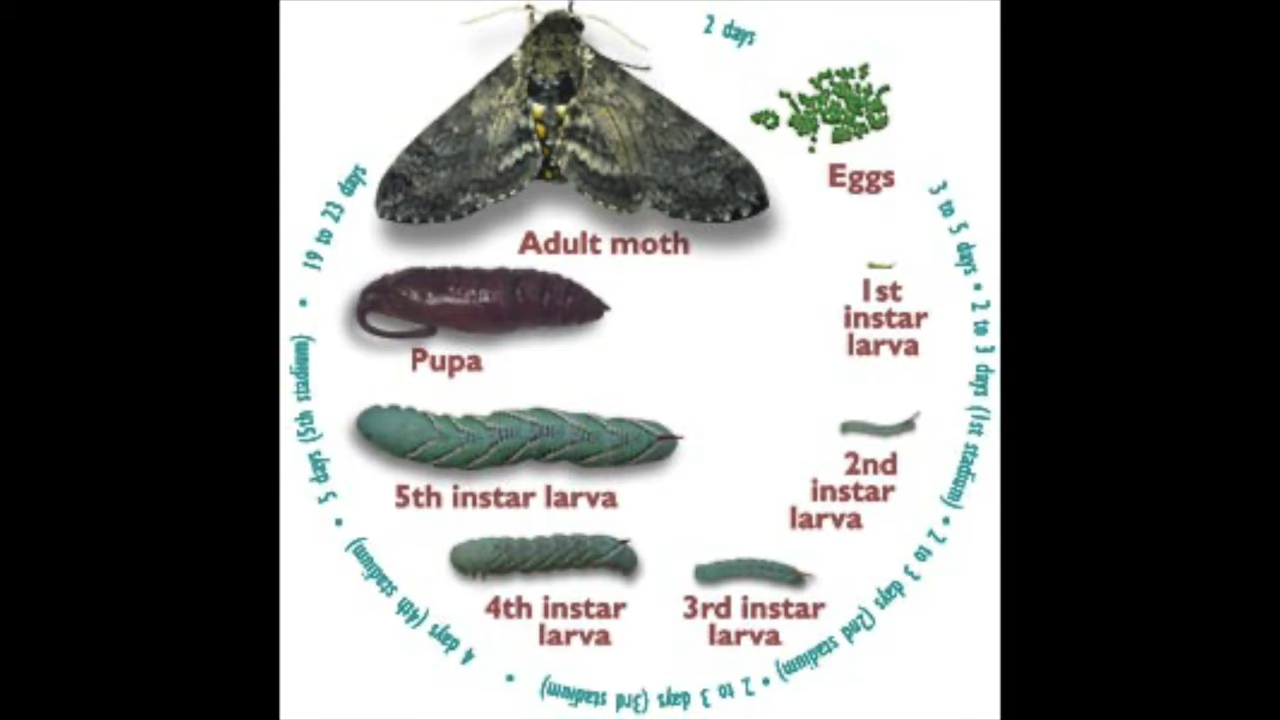 2 days
Eggs
3 to 5 days • 2 to 3 days (1st stadium) • 2 to 3 days (2nd stadium) • 2 to 3 days (3rd stadium) • 4 days (4th stadium) • 5 days (5th stadium) • 19 to 23 days
Adult moth
1st
instar
larva
Pupa
2nd
instar
larva
5th instar larva
4th instar
larva
3rd instar
larva